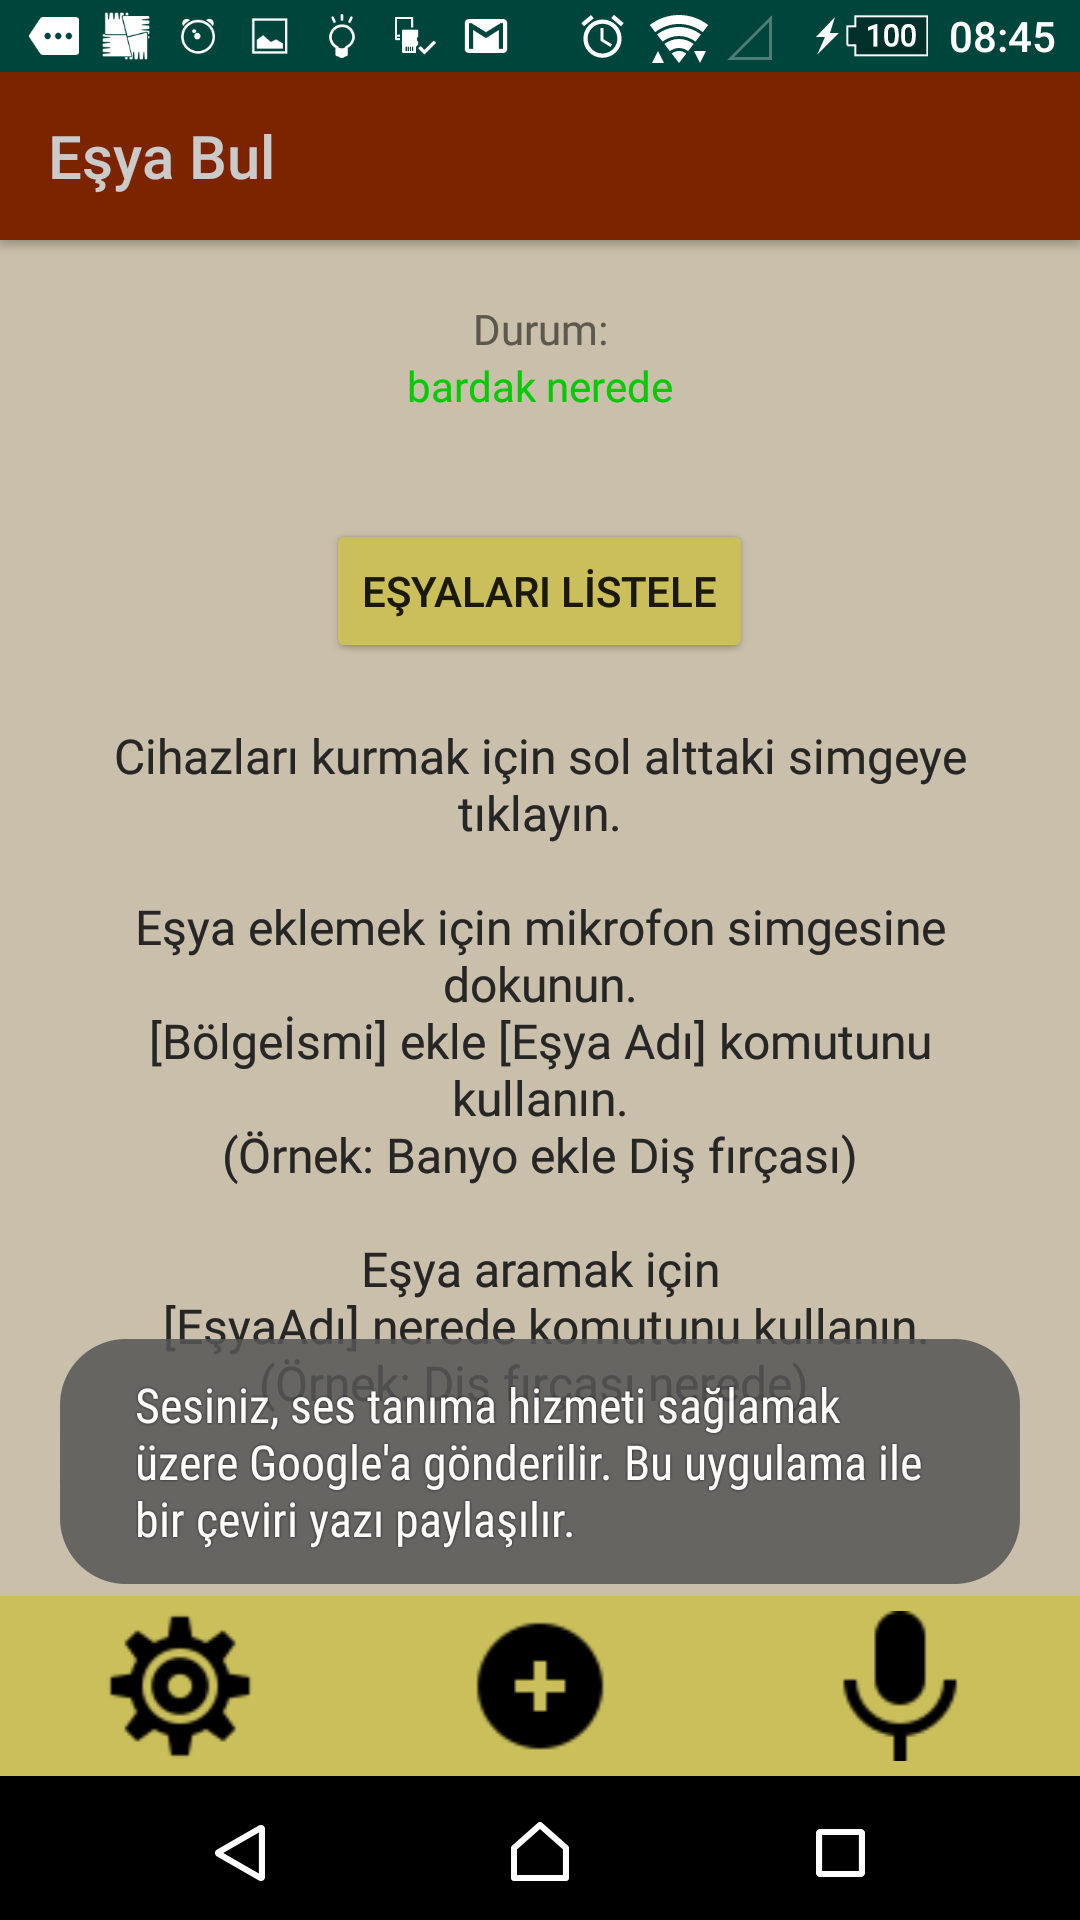 100 08:45
Eşya Bul
Durum:
bardak nerede
EŞYALARI LİSTELE
Cihazları kurmak için sol alttaki simgeye
tıklayın.
Eşya eklemek için mikrofon simgesine
dokunun.
[Bölgeİsmi] ekle [Eşya Adı] komutunu
kullanın.
(Örnek: Banyo ekle Diş fırçası)
Eşya aramak için
[EşyaAdı] nerede komutunu kullanın.
(Örnek: Diş fırçası nerede)
Sesiniz, ses tanıma hizmeti sağlamak
üzere Google'a gönderilir. Bu uygulama ile
bir çeviri yazı paylaşılır.